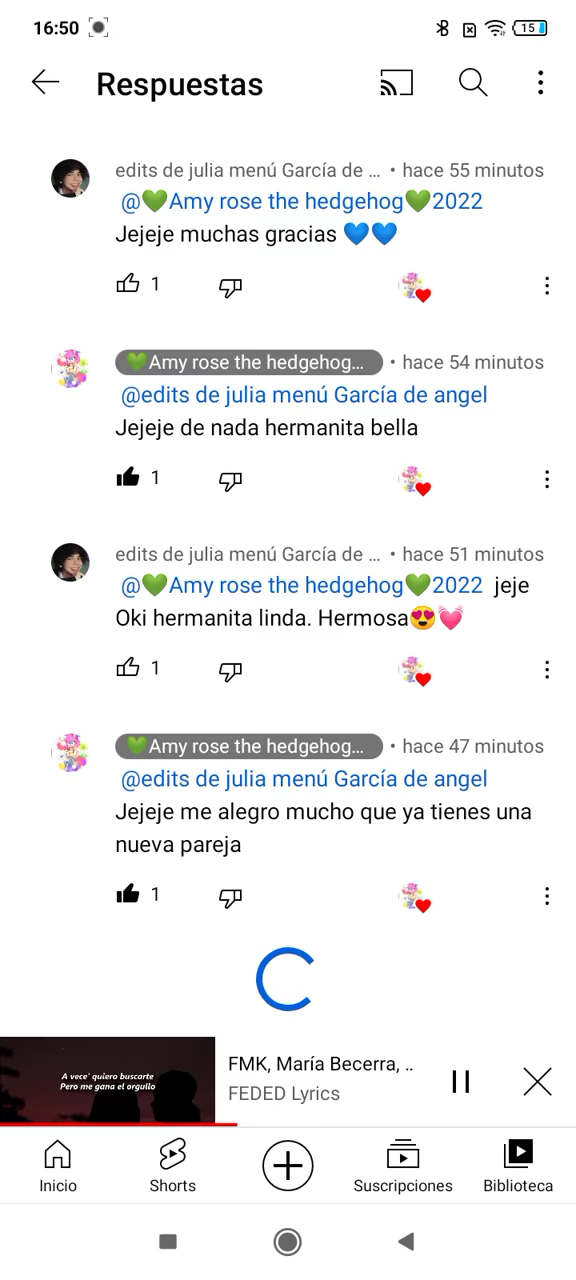 16:50
15
Respuestas
edits de julia menú García de ... • hace 55 minutos
@💚Amy rose the hedgehog💚2022
Jejeje muchas gracias 💙💙
1
💚Amy rose the hedgehog... • hace 54 minutos
@edits de julia menú García de angel
Jejeje de nada hermanita bella
1
edits de julia menú García de ... • hace 51 minutos
@💚Amy rose the hedgehog💚2022 jeje
Oki hermanita linda. Hermosa😍💓
1
💚Amy rose the hedgehog... • hace 47 minutos
@edits de julia menú García de angel
Jejeje me alegro mucho que ya tienes una
nueva pareja
1
A vece' quiero buscarte
Pero me gana el orgullo
FMK, María Becerra, ..
FEDED Lyrics
Inicio
Shorts
Suscripciones
Biblioteca